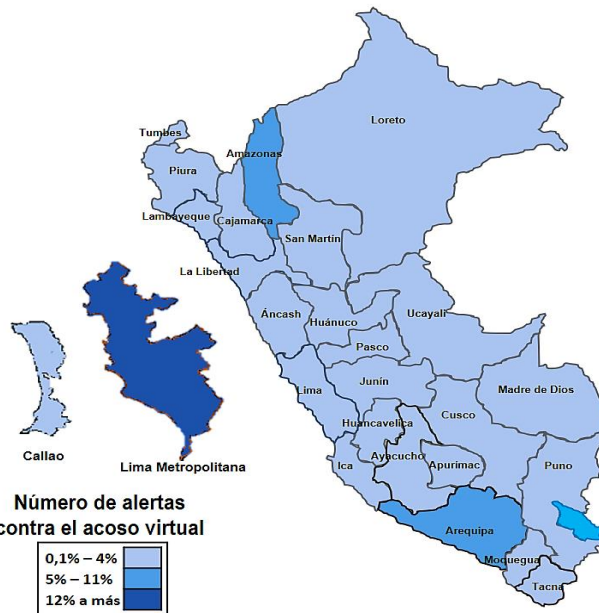 Loreto
Tumbes
Amazonas
Piura
Lambayeque
Cajamarca
San Martín
La Libertad
Áncash
Huánuco
Ucayali
Pasco
Lima
Junín
Madre de Dios
Cusco
Huancavelica
Ayacucho
Apurímac
Ica
Puno
Arequipa
Moquegua
Tacna
Callao
Lima Metropolitana
Número de alertas
contra el acoso virtual
0,1% – 4%
5% – 11%
12% a más